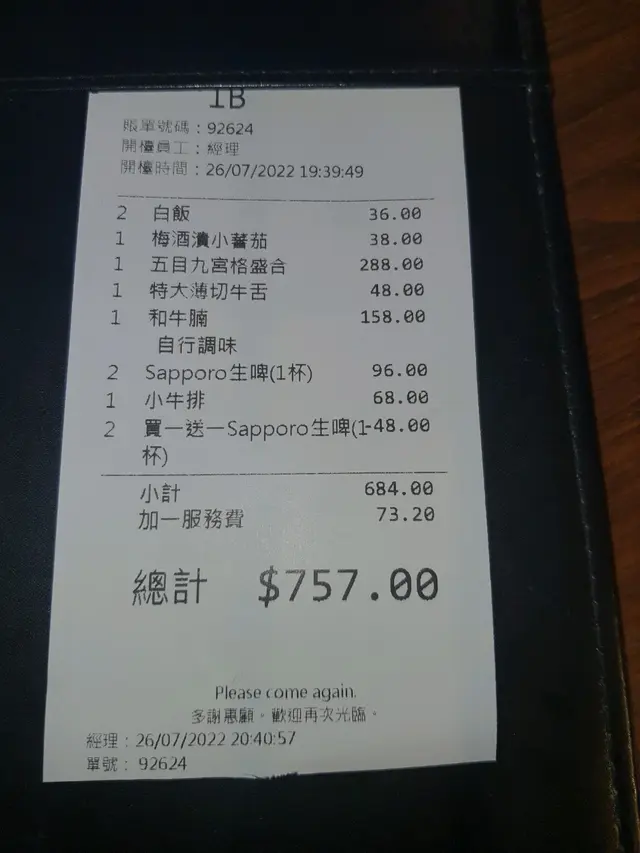 1B
賬單號碼：92624
開檯員工：經理
開檯時間：26/07/2022 19:39:49
2 白飯 36.00
1 梅酒漬小蕃茄 38.00
1 五目九宮格盛合 288.00
1 特大薄切牛舌 48.00
1 和牛腩 158.00
自行調味
2 Sapporo生啤(1杯) 96.00
1 小牛排 68.00
2 買一送一Sapporo生啤(1-48.00
杯)
小計 684.00
加一服務費 73.20
總計 $757.00
Please come again.
多謝惠顧。歡迎再次光臨。
經理：26/07/2022 20:40:57
單號：92624